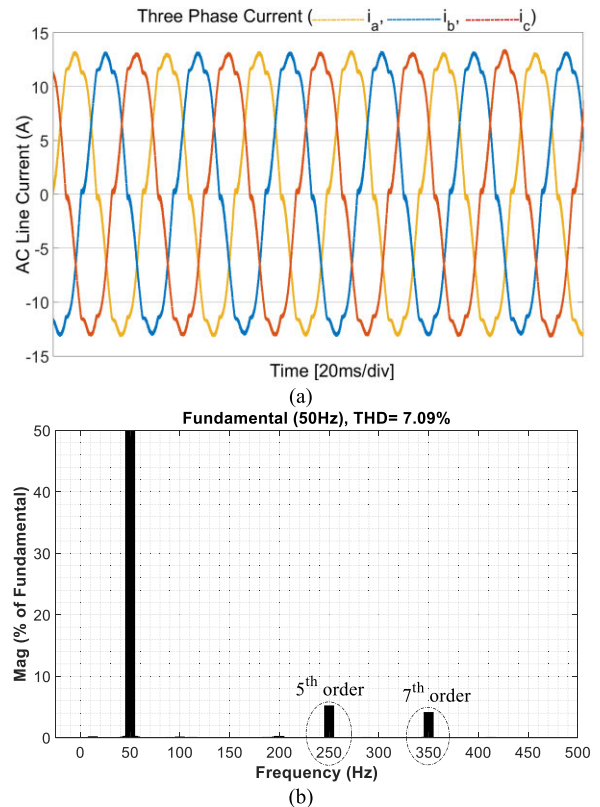 Three Phase Current ( i_a, i_b, i_c)
15
10
5
0
-5
-10
-15
AC Line Current (A)
Time [20ms/div]
(a)
Fundamental (50Hz), THD= 7.09%
50
40
30
20
10
0
Mag (% of Fundamental)
5th order
7th order
0 50 100 150 200 250 300 350 400 450 500
Frequency (Hz)
(b)